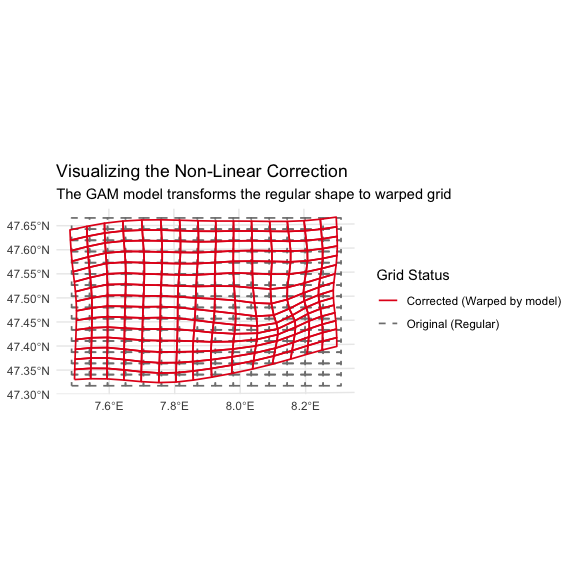 Visualizing the Non-Linear Correction
The GAM model transforms the regular shape to warped grid
47.65°N
47.60°N
47.55°N
47.50°N
47.45°N
47.40°N
47.35°N
47.30°N
7.6°E 7.8°E 8.0°E 8.2°E
Grid Status
Corrected (Warped by model)
Original (Regular)